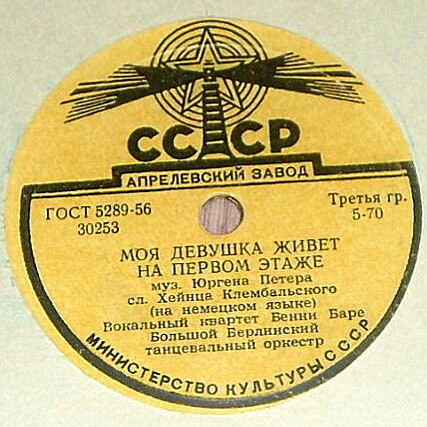 СССР
АПРЕЛЕВСКИЙ ЗАВОД
ГОСТ 5289-56
30253
Третья гр.
5-70
МОЯ ДЕВУШКА ЖИВЕТ
НА ПЕРВОМ ЭТАЖЕ
муз. Юргена Петера
сл. Хейнца Клембальского
(на немецком языке)
Вокальный квартет Бенни Баре
Большой Берлинский
танцевальный оркестр
МИНИСТЕРСТВО КУЛЬТУРЫ СССР